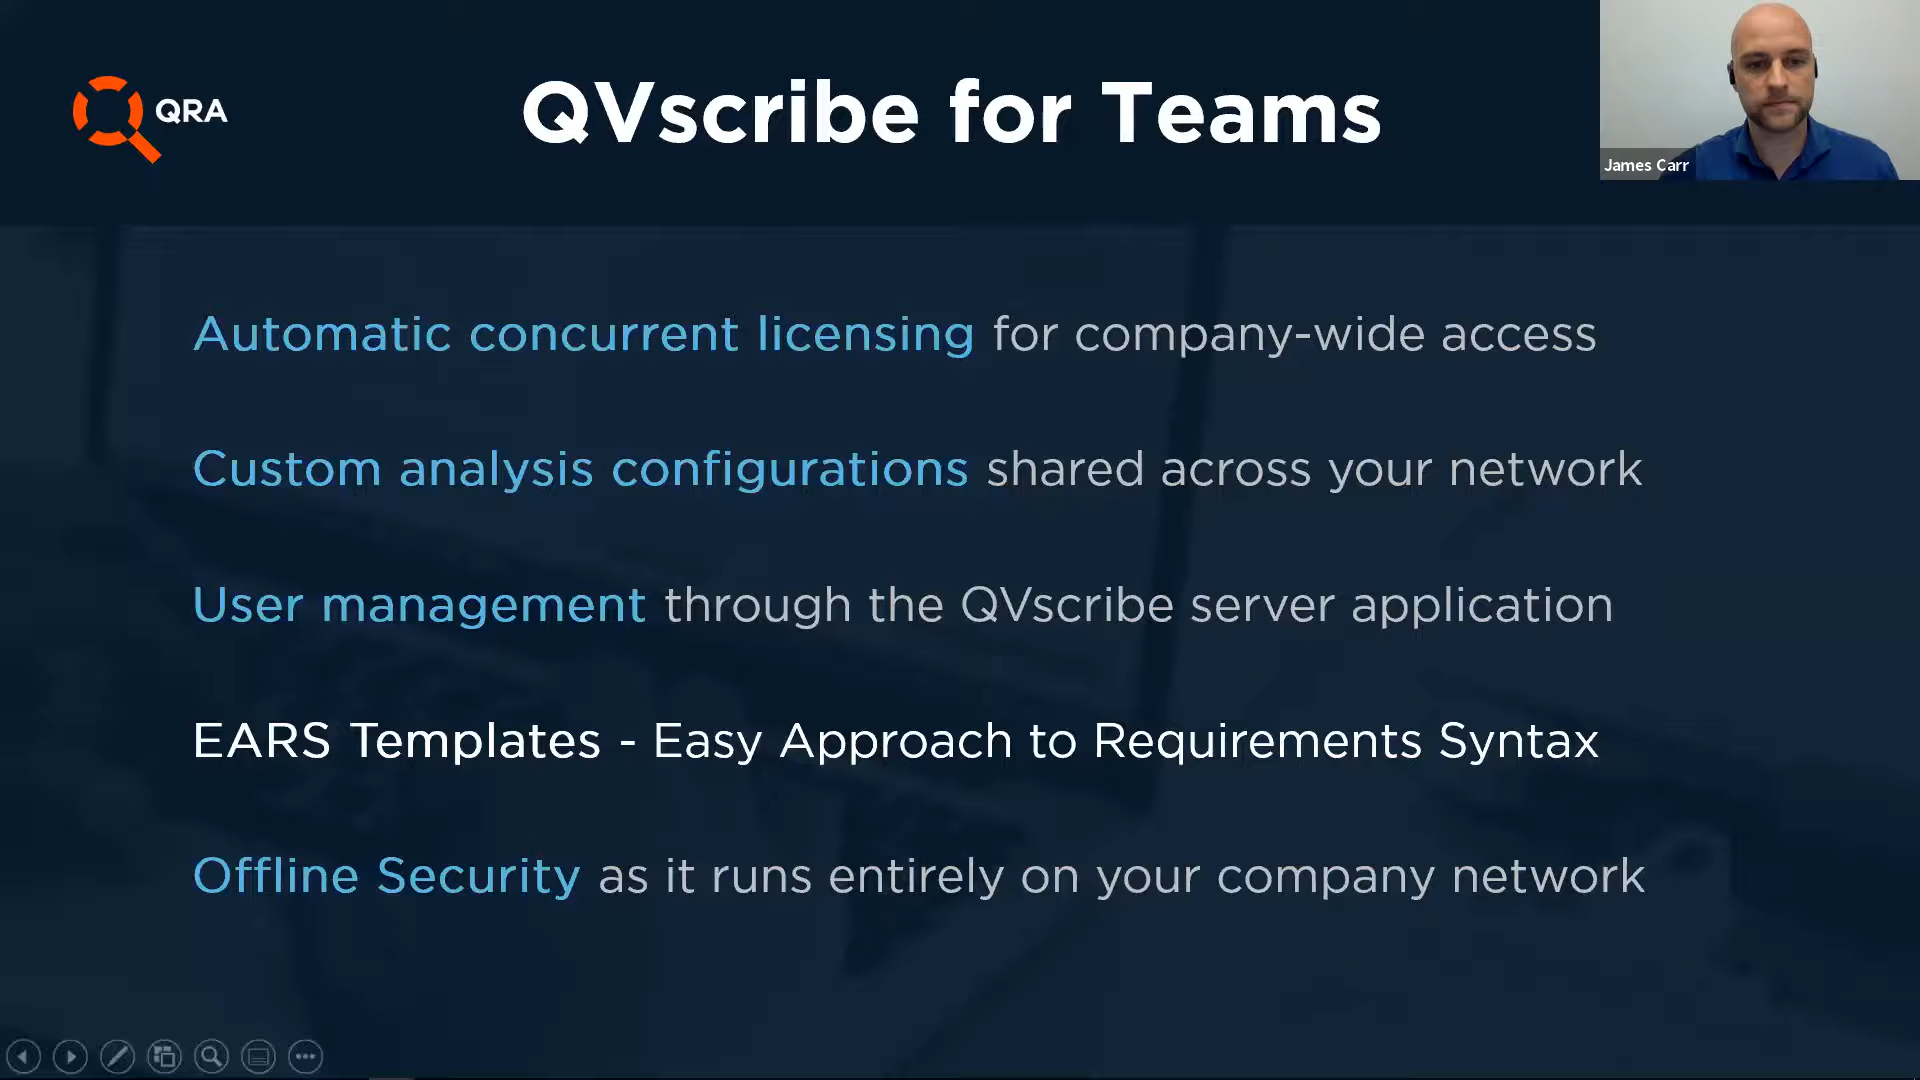 QRA
QVscribe for Teams
James Carr
Automatic concurrent licensing for company-wide access
Custom analysis configurations shared across your network
User management through the QVscribe server application
EARS Templates - Easy Approach to Requirements Syntax
Offline Security as it runs entirely on your company network